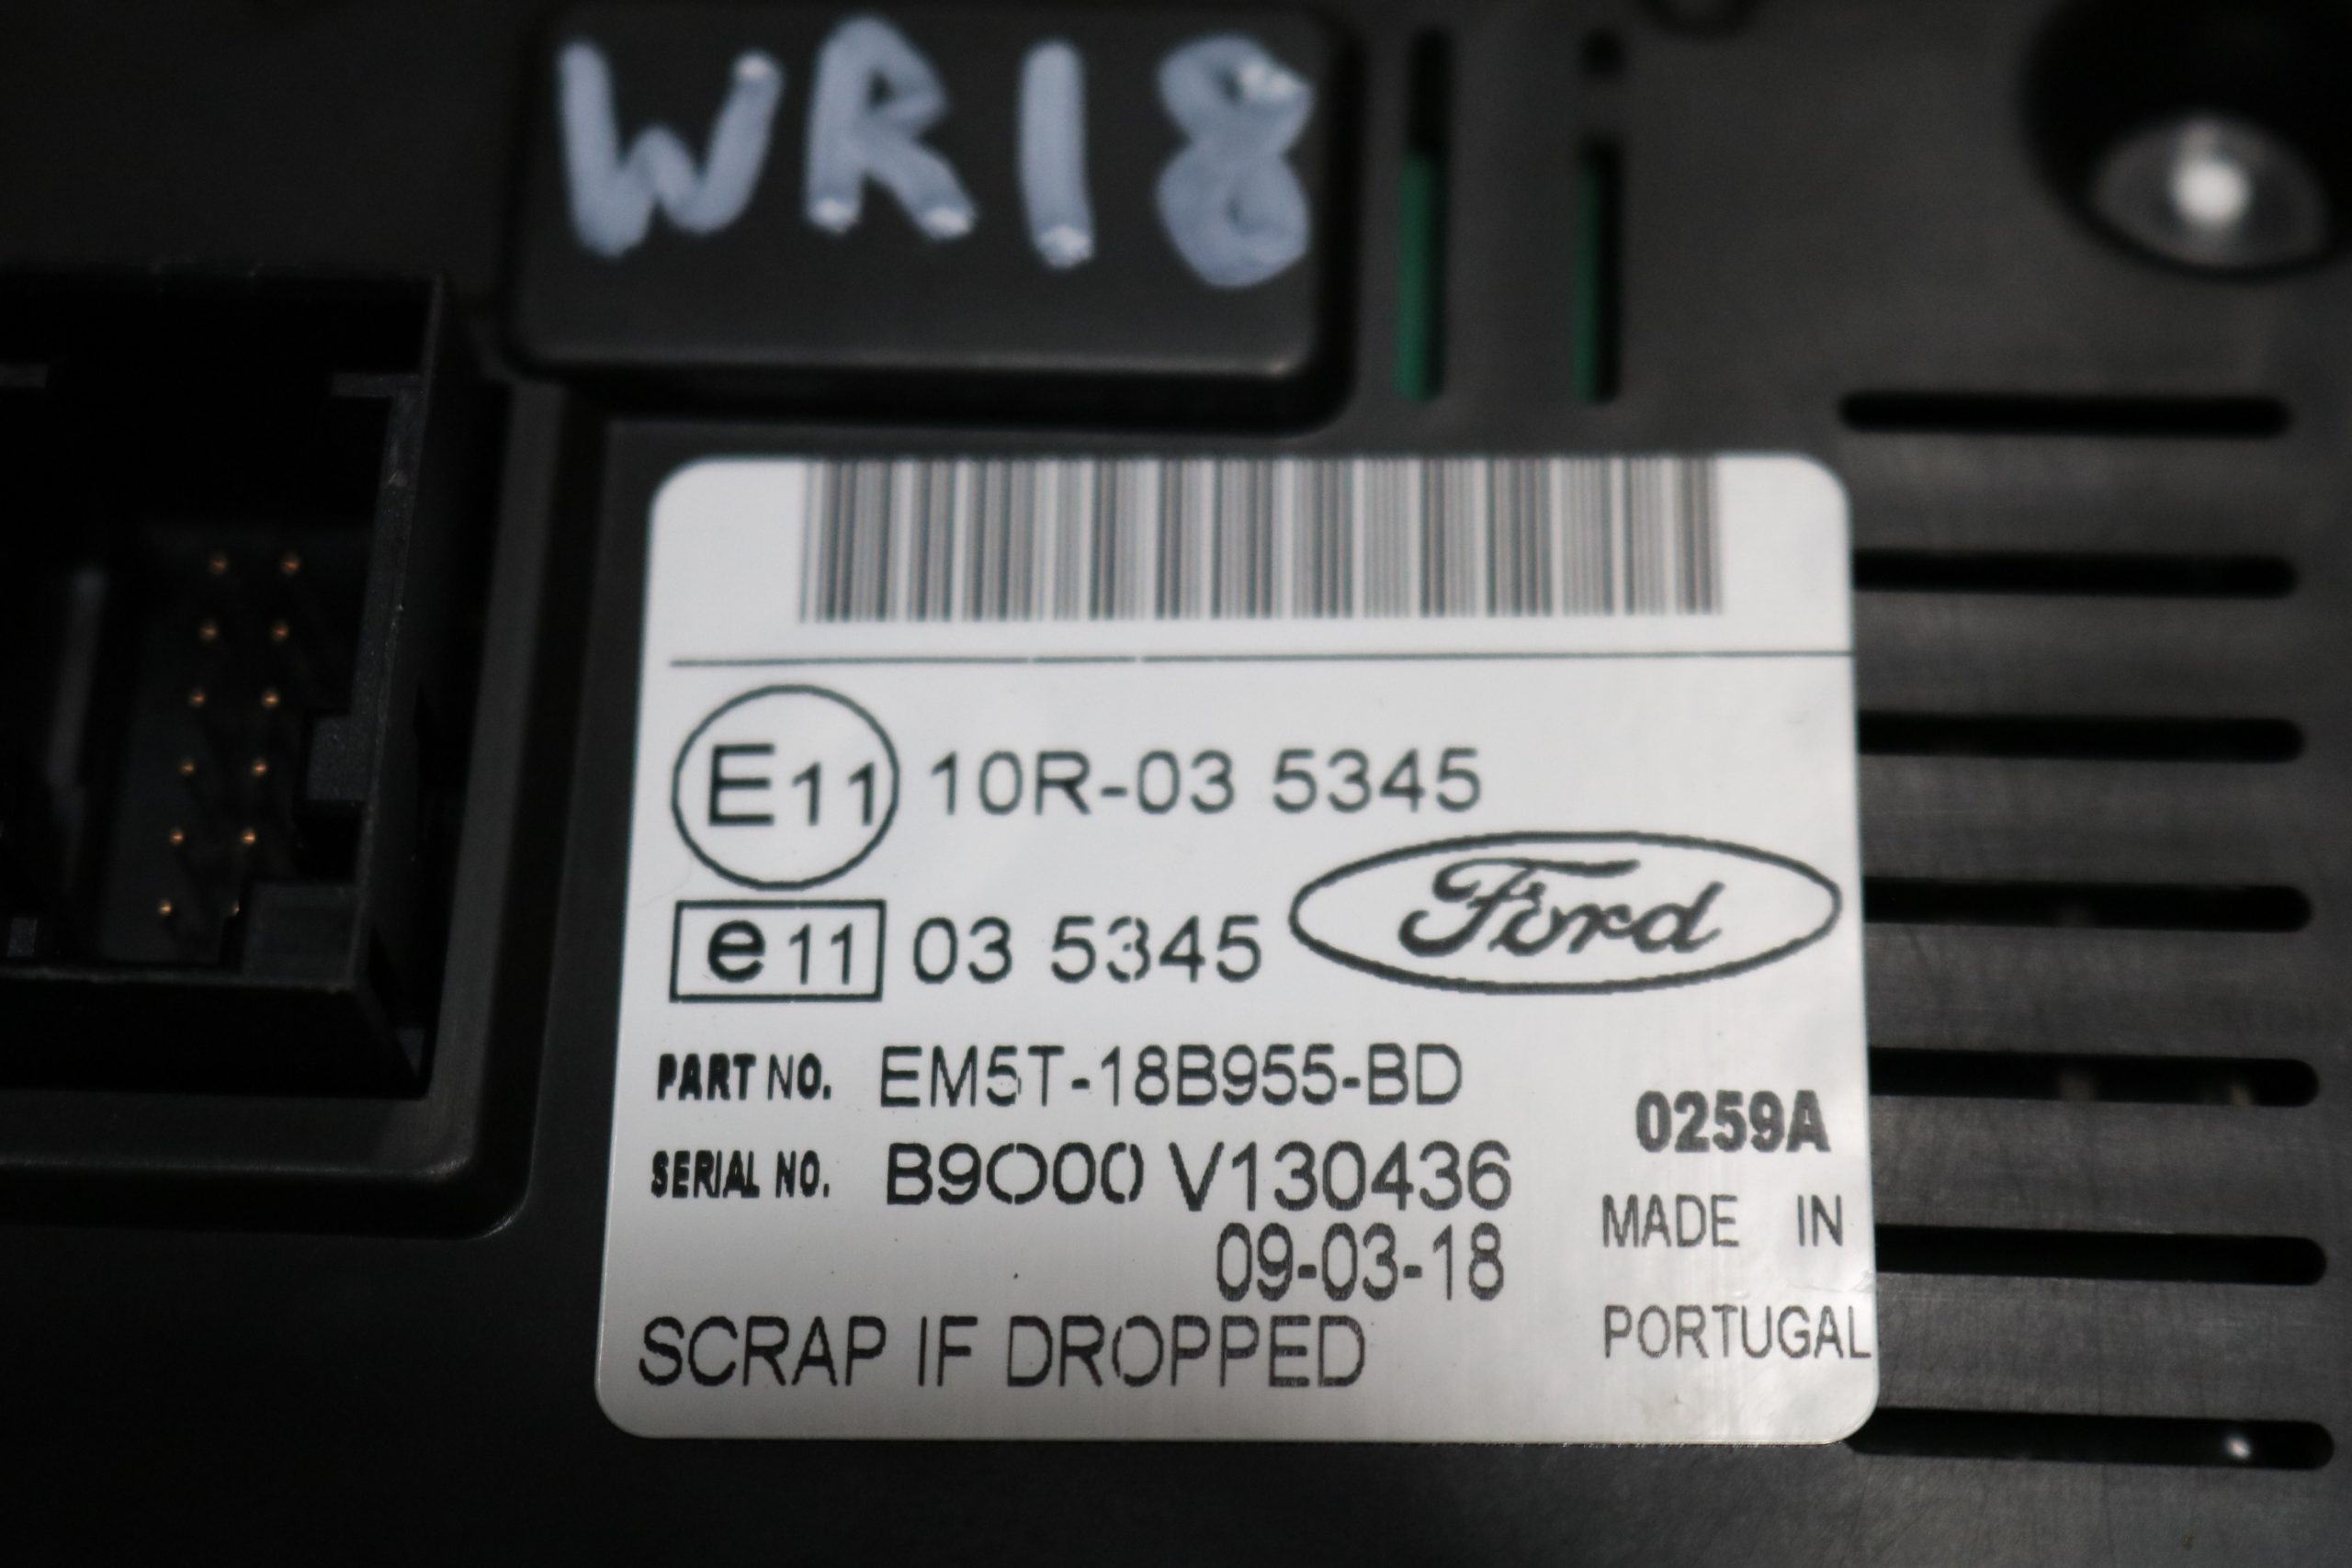 WR18
E11 10R-03 5345
Ford
e11 03 5345
PART NO. EM5T-18B955-BD
0259A
SERIAL NO. B9O00 V130436
MADE IN
09-03-18
PORTUGAL
SCRAP IF DROPPED